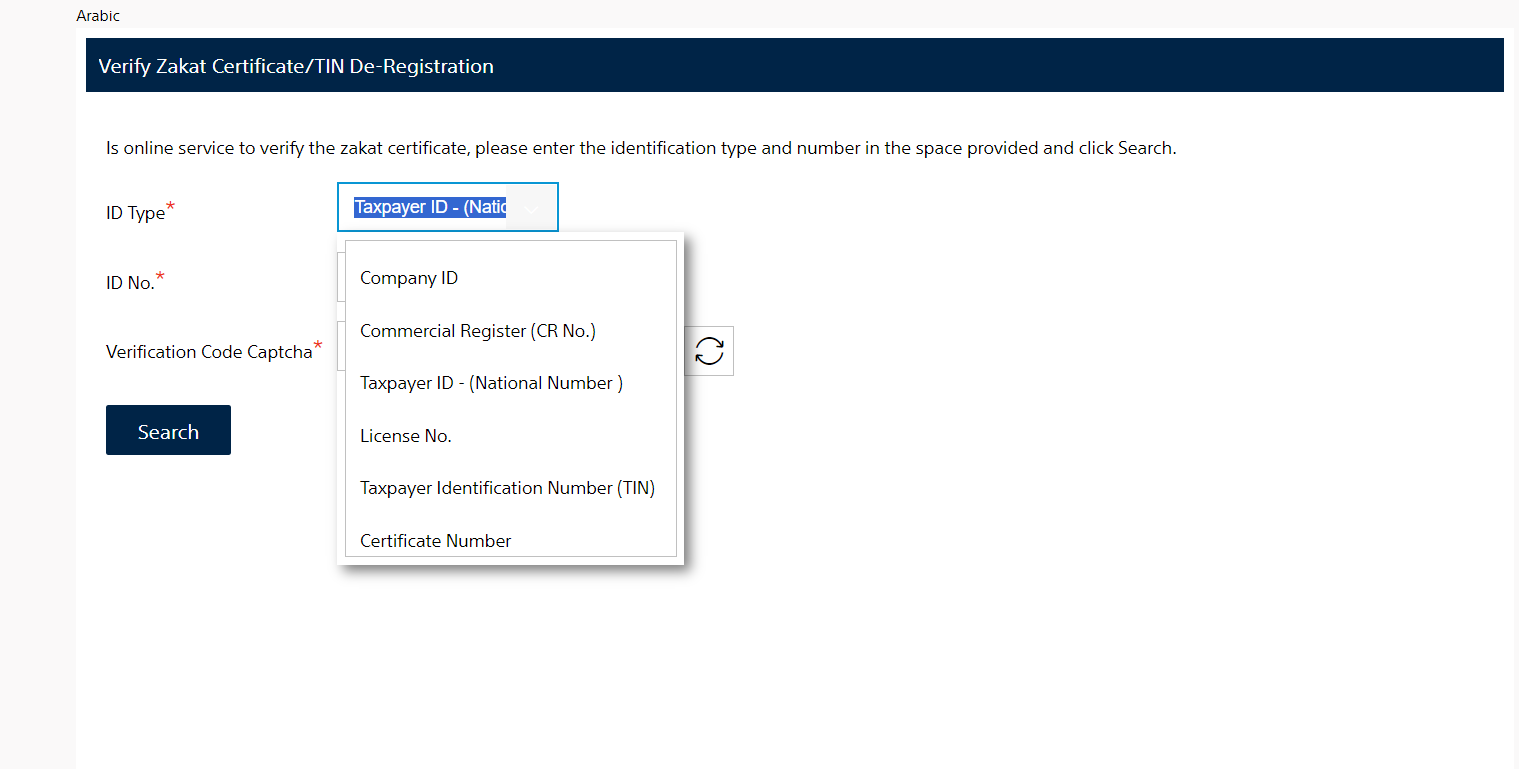 Arabic
Verify Zakat Certificate/TIN De-Registration
Is online service to verify the zakat certificate, please enter the identification type and number in the space provided and click Search.
ID Type*
Taxpayer ID - (Natio
Company ID
ID No.*
Commercial Register (CR No.)
Verification Code Captcha*
Taxpayer ID - (National Number )
Search
License No.
Taxpayer Identification Number (TIN)
Certificate Number